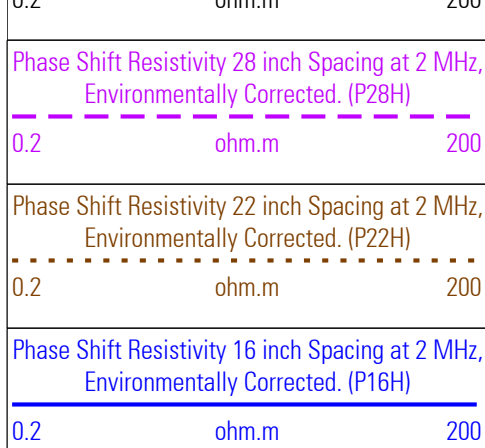 0.2 ohm.m 200
Phase Shift Resistivity 28 inch Spacing at 2 MHz,
Environmentally Corrected. (P28H)
0.2 ohm.m 200
Phase Shift Resistivity 22 inch Spacing at 2 MHz,
Environmentally Corrected. (P22H)
0.2 ohm.m 200
Phase Shift Resistivity 16 inch Spacing at 2 MHz,
Environmentally Corrected. (P16H)
0.2 ohm.m 200